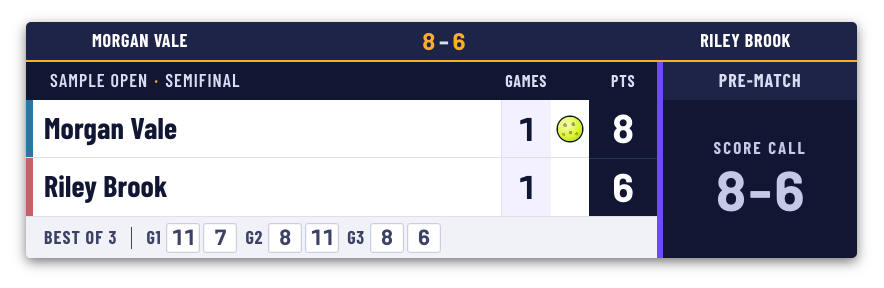 MORGAN VALE 8-6 RILEY BROOK
SAMPLE OPEN · SEMIFINAL GAMES PTS PRE-MATCH
Morgan Vale 1 8
Riley Brook 1 6
SCORE CALL
8-6
BEST OF 3 G1 11 7 G2 8 11 G3 8 6